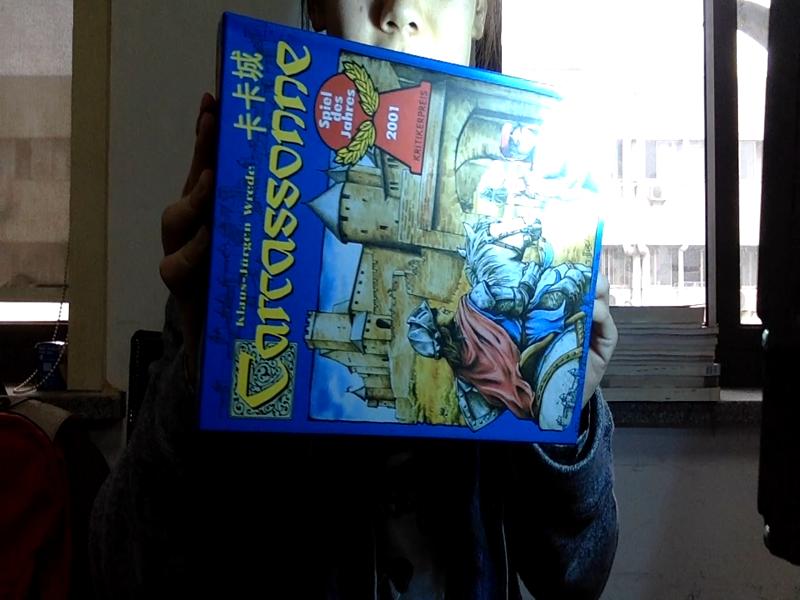 卡卡城
Klaus-Jürgen Wrede
Carcassonne
Spiel
des
Jahres
2001
KRITIKERPREIS